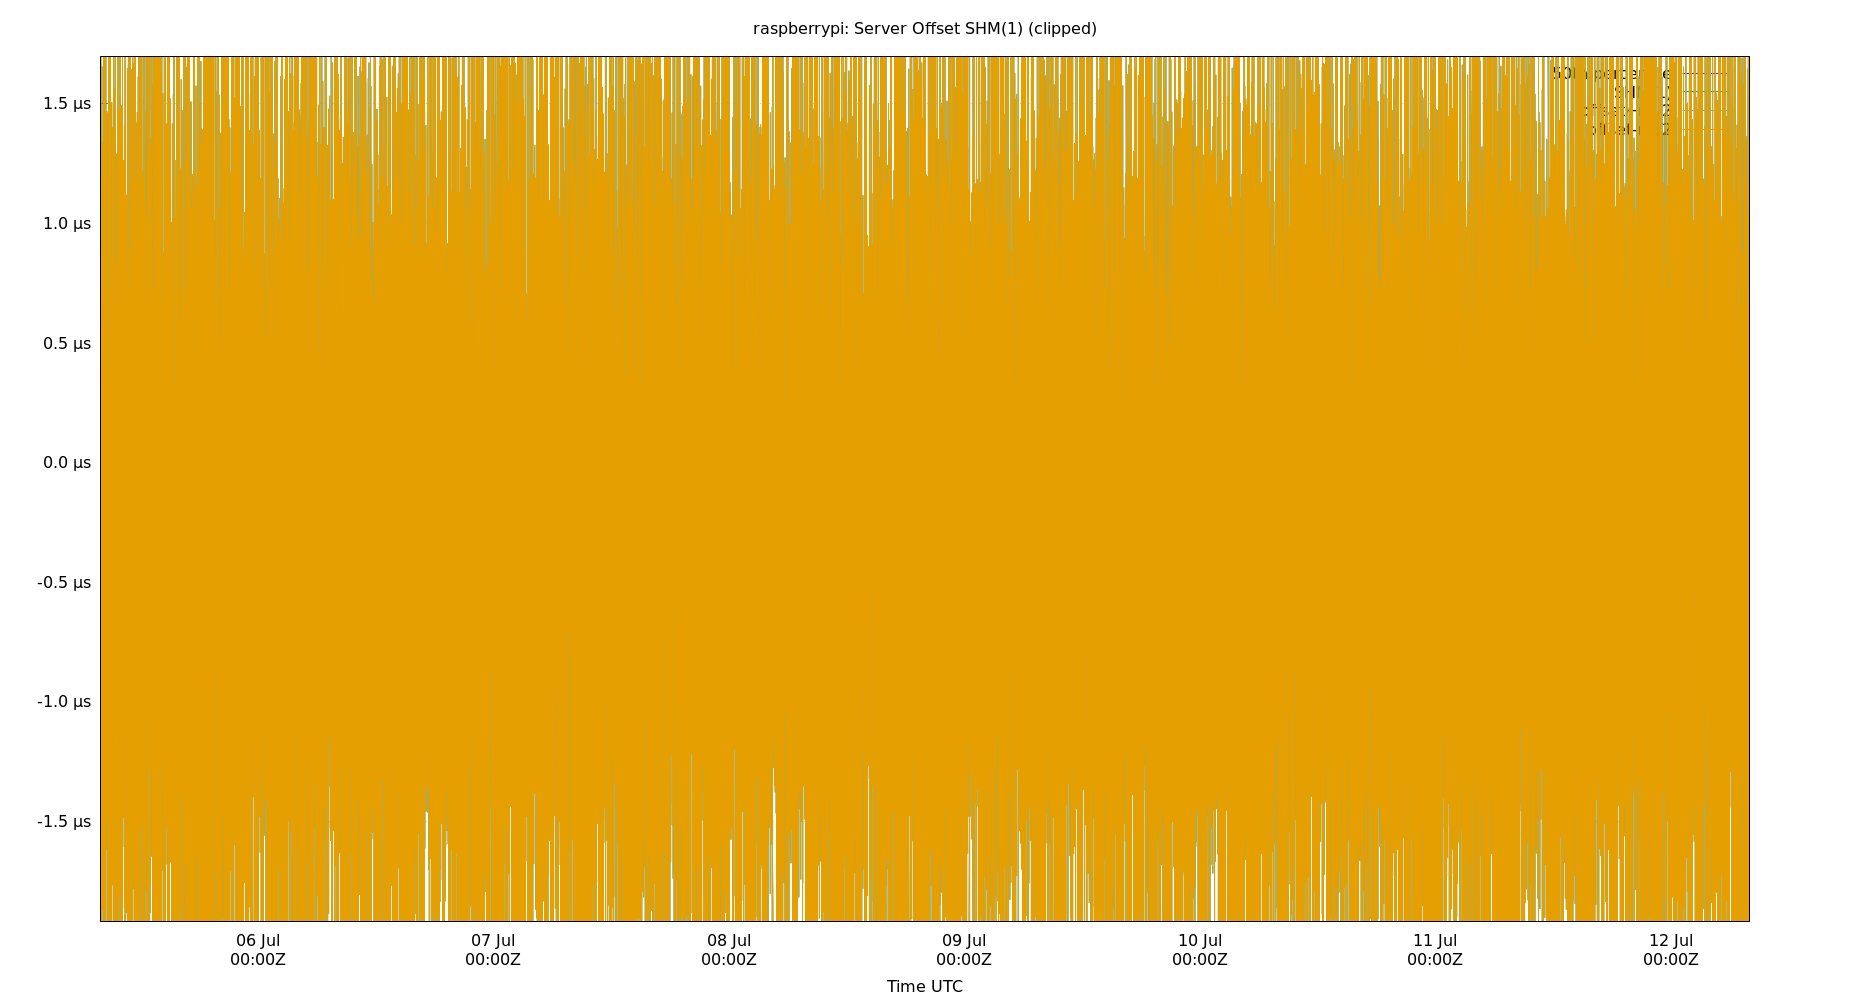 raspberrypi: Server Offset SHM(1) (clipped)
1.5 µs
1.0 µs
0.5 µs
0.0 µs
-0.5 µs
-1.0 µs
-1.5 µs
06 Jul 07 Jul 08 Jul 09 Jul 10 Jul 11 Jul 12 Jul
00:00Z 00:00Z 00:00Z 00:00Z 00:00Z 00:00Z 00:00Z
Time UTC